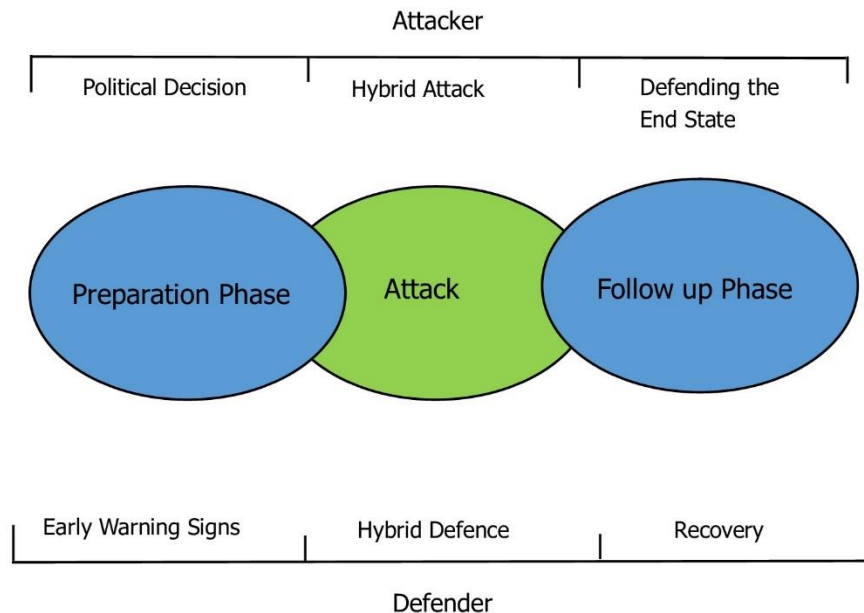 Attacker
Political Decision
Hybrid Attack
Defending the
End State
Preparation Phase
Attack
Follow up Phase
Early Warning Signs
Hybrid Defence
Recovery
Defender